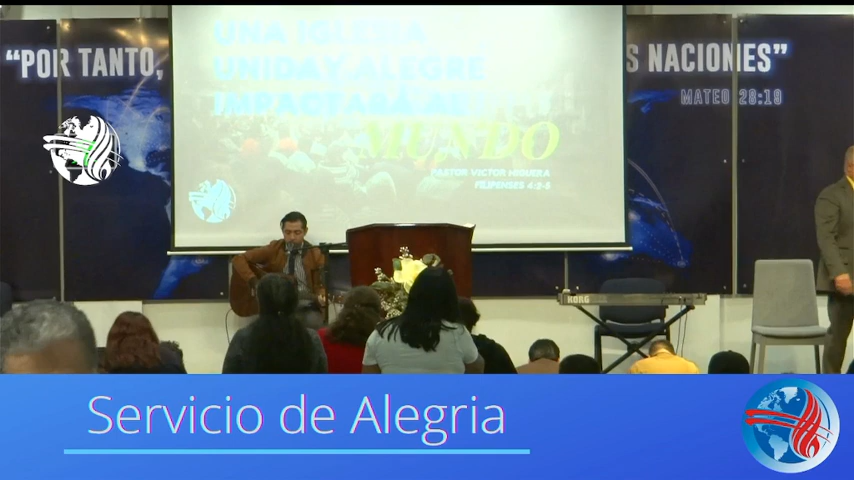 "POR TANTO,
S NACIONES"
MATEO 28:19
UNA IGLESIA
UNIDA Y ALEGRE
IMPACTARÁ
MUNDO
PASTOR VICTOR HIGUERA
FILIPENSES 4:2-5
KORG
Servicio de Alegria